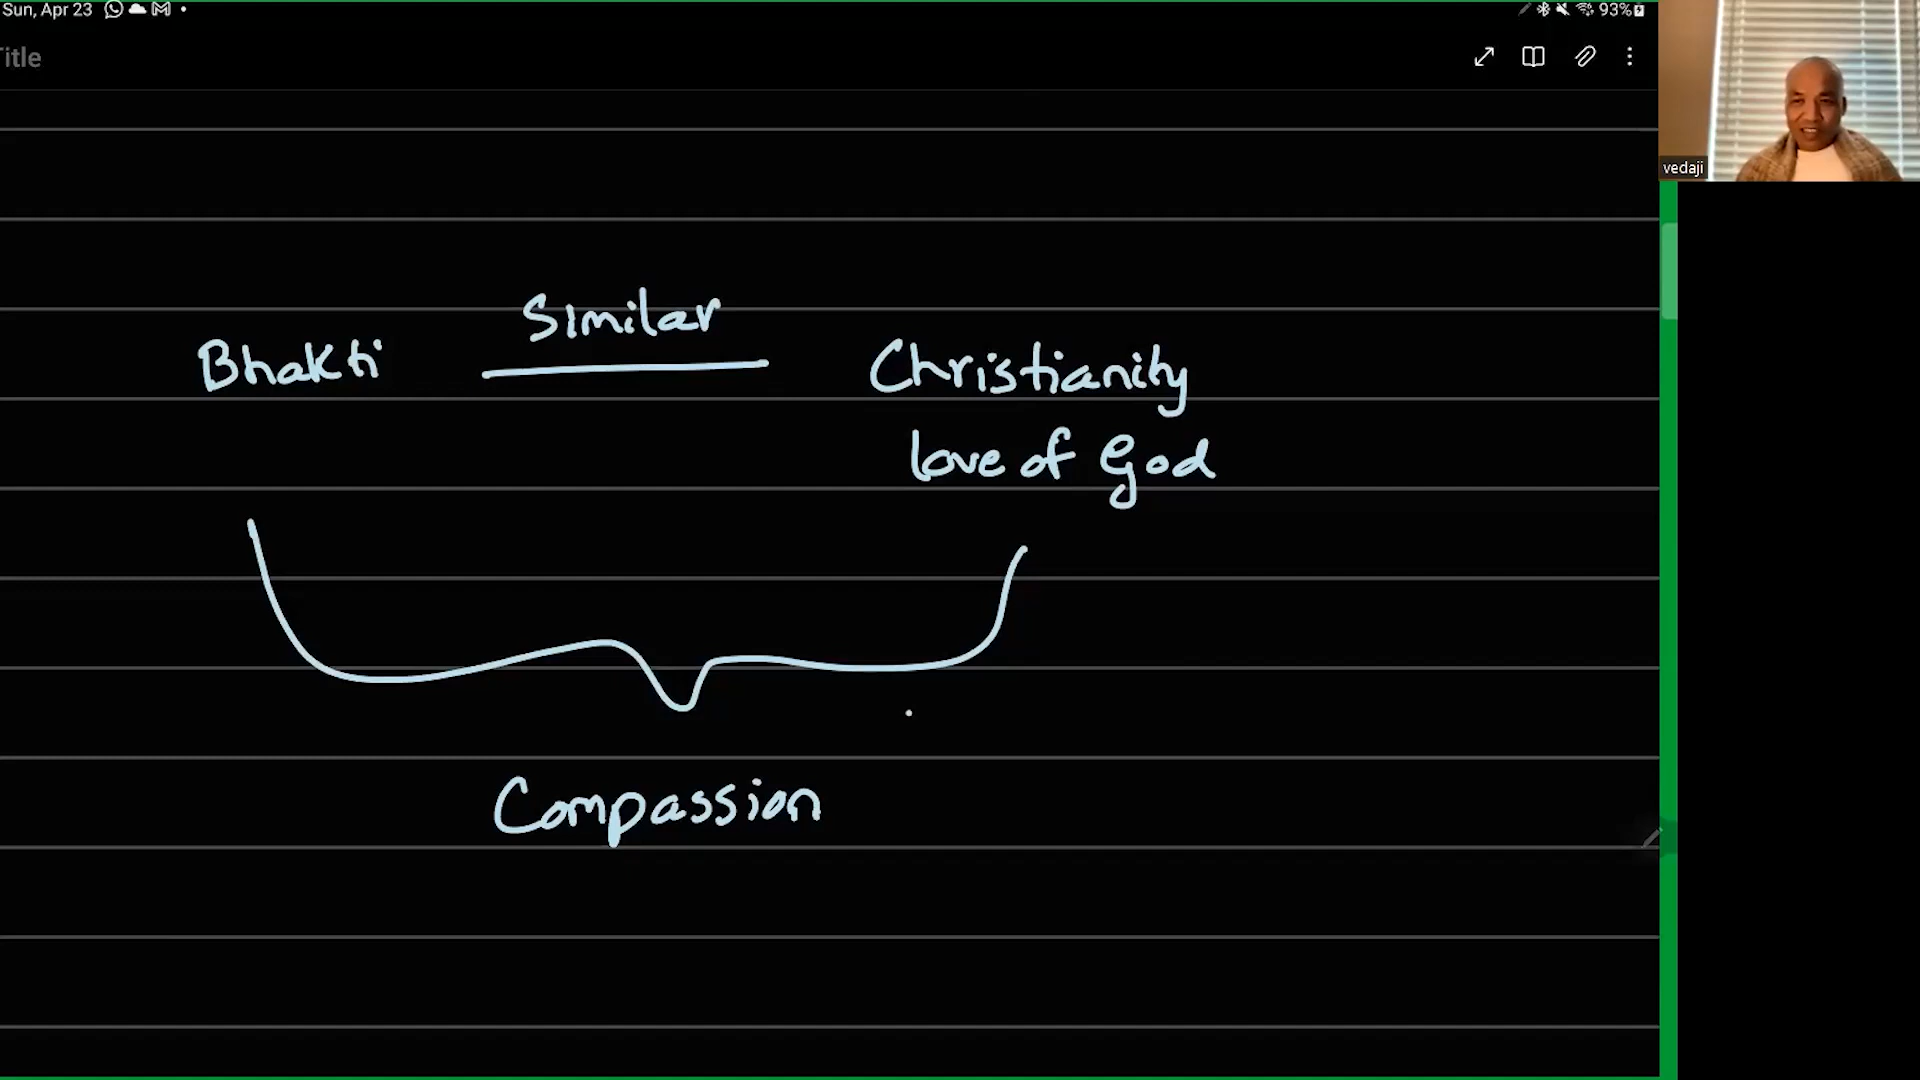 Sun, Apr 23
93%
Title
vedaji
Similar
Bhakti
Christianity
love of God
Compassion